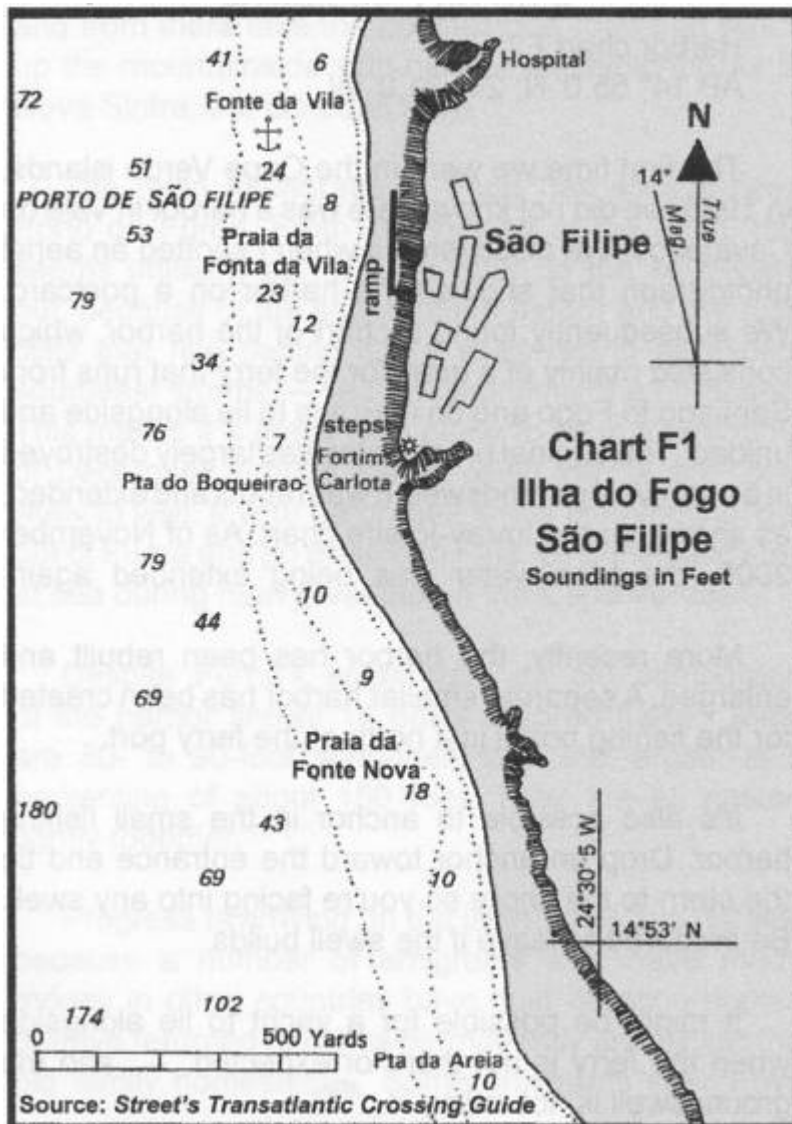 41
6
Hospital
72
Fonte da Vila
N
51
24
14°
PORTO DE SÃO FILIPE
8
Mag.
True
53
Praia da
Fonta da Vila
São Filipe
79
23
12
ramp
34
76
7
steps
Fortim
Carlota
Pta do Boqueirao
Chart F1
Ilha do Fogo
São Filipe
Soundings in Feet
79
44
10
9
69
Praia da
Fonte Nova
18
180
43
69
10
24°30'.5 W
14°53' N
174
102
0
500 Yards
Pta da Areia
10
Source: Street's Transatlantic Crossing Guide